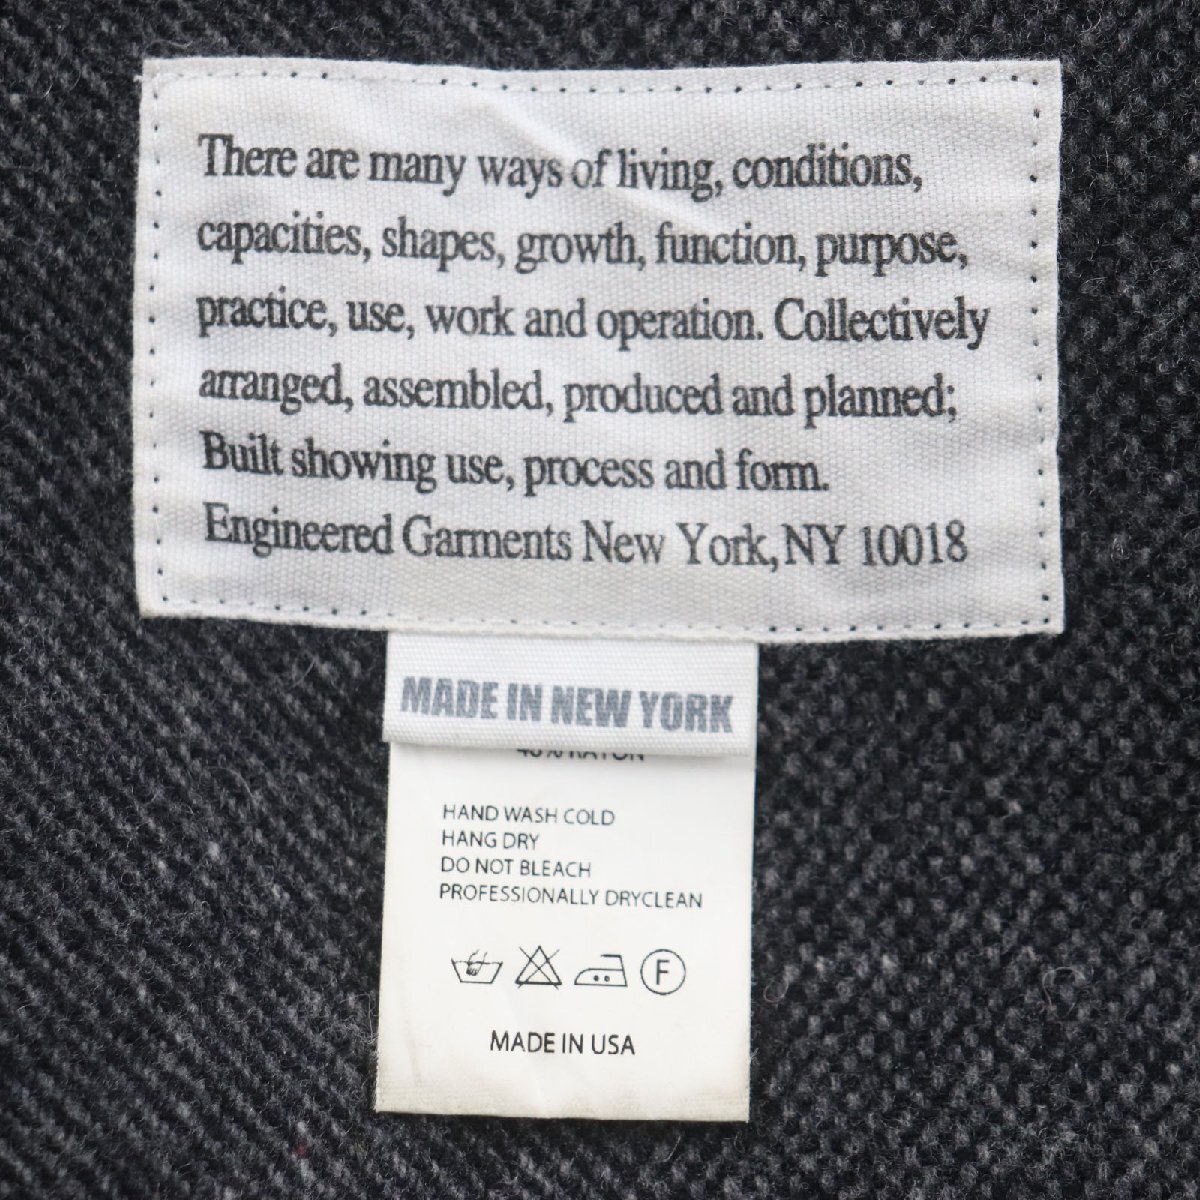 There are many ways of living, conditions,
capacities, shapes, growth, function, purpose,
practice, use, work and operation. Collectively
arranged, assembled, produced and planned;
Built showing use, process and form.
Engineered Garments New York, NY 10018
MADE IN NEW YORK
RAYON
HAND WASH COLD
HANG DRY
DO NOT BLEACH
PROFESSIONALLY DRYCLEAN
F
MADE IN USA